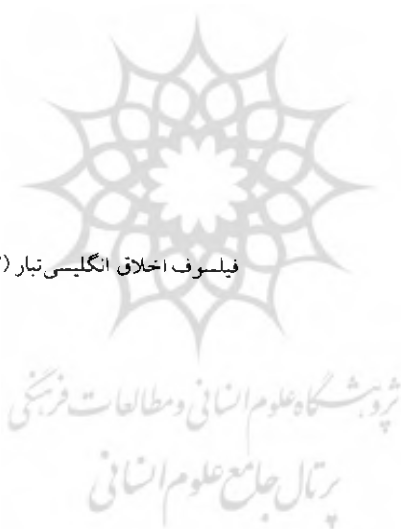 فیلسوف اخلاق انگلیسی‌تبار (
پژوهشگاه علوم انسانی و مطالعات فرهنگی
پرتال جامع علوم انسانی